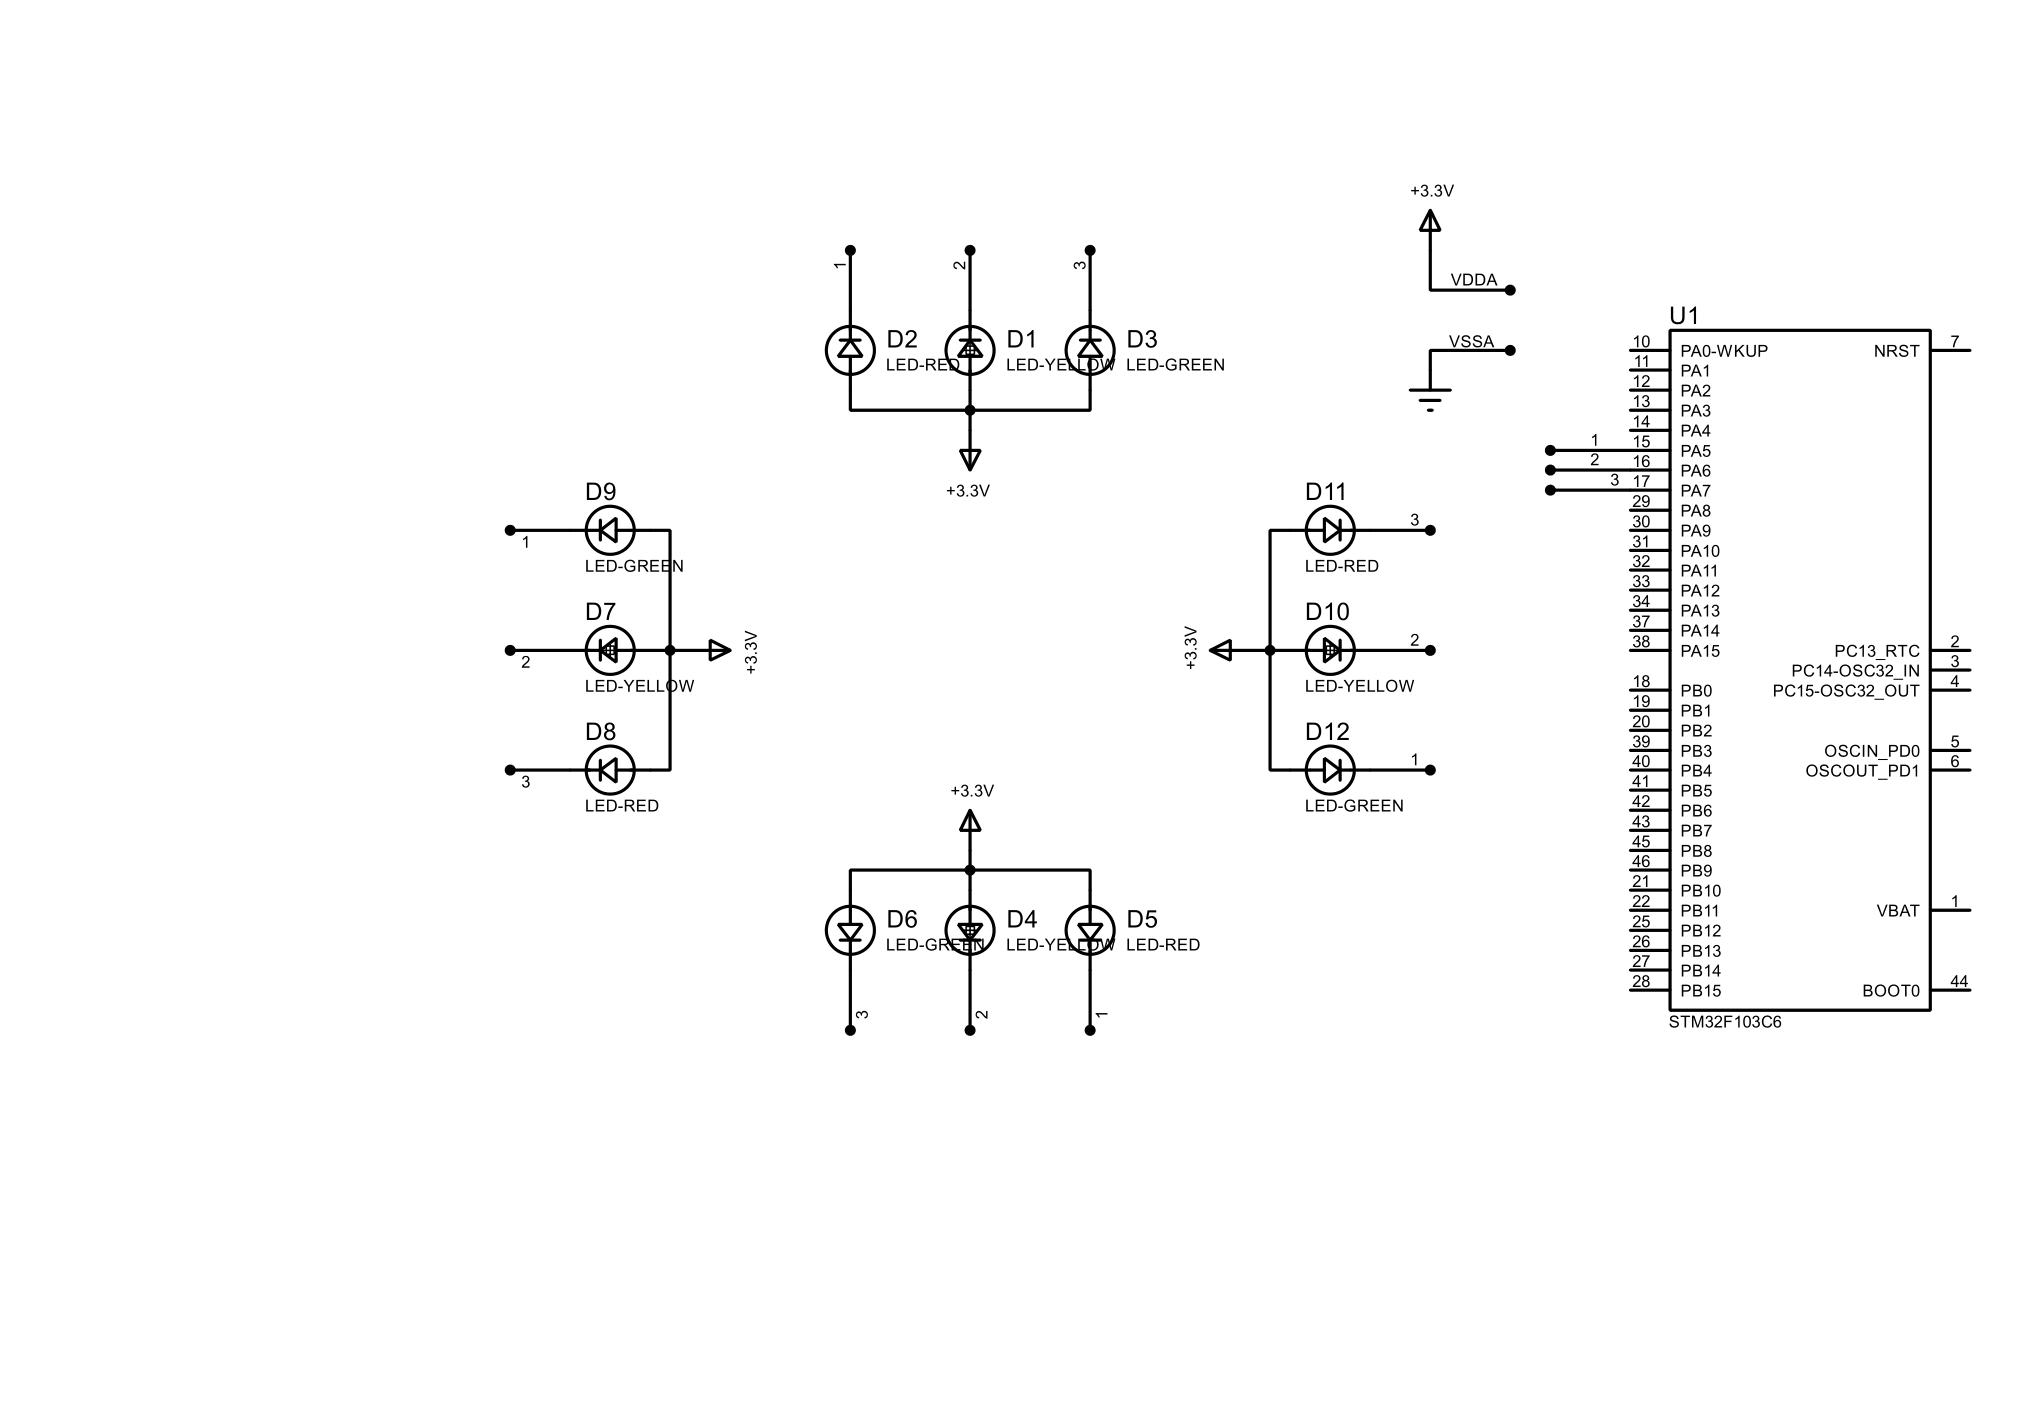 +3.3V
VDDA
VSSA
1
2
3
D2
LED-RED
D1
LED-YELLOW
D3
LED-GREEN
+3.3V
D9
1
LED-GREEN
D7
2
LED-YELLOW
+3.3V
D8
3
LED-RED
D11
3
LED-RED
+3.3V
D10
2
LED-YELLOW
D12
1
LED-GREEN
+3.3V
D6
LED-GREEN
D4
LED-YELLOW
D5
LED-RED
3
2
1
U1
10 PA0-WKUP
11 PA1
12 PA2
13 PA3
14 PA4
1 15 PA5
2 16 PA6
3 17 PA7
29 PA8
30 PA9
31 PA10
32 PA11
33 PA12
34 PA13
37 PA14
38 PA15
18 PB0
19 PB1
20 PB2
39 PB3
40 PB4
41 PB5
42 PB6
43 PB7
45 PB8
46 PB9
21 PB10
22 PB11
25 PB12
26 PB13
27 PB14
28 PB15
NRST 7
PC13_RTC 2
PC14-OSC32_IN 3
PC15-OSC32_OUT 4
OSCIN_PD0 5
OSCOUT_PD1 6
VBAT 1
BOOT0 44
STM32F103C6